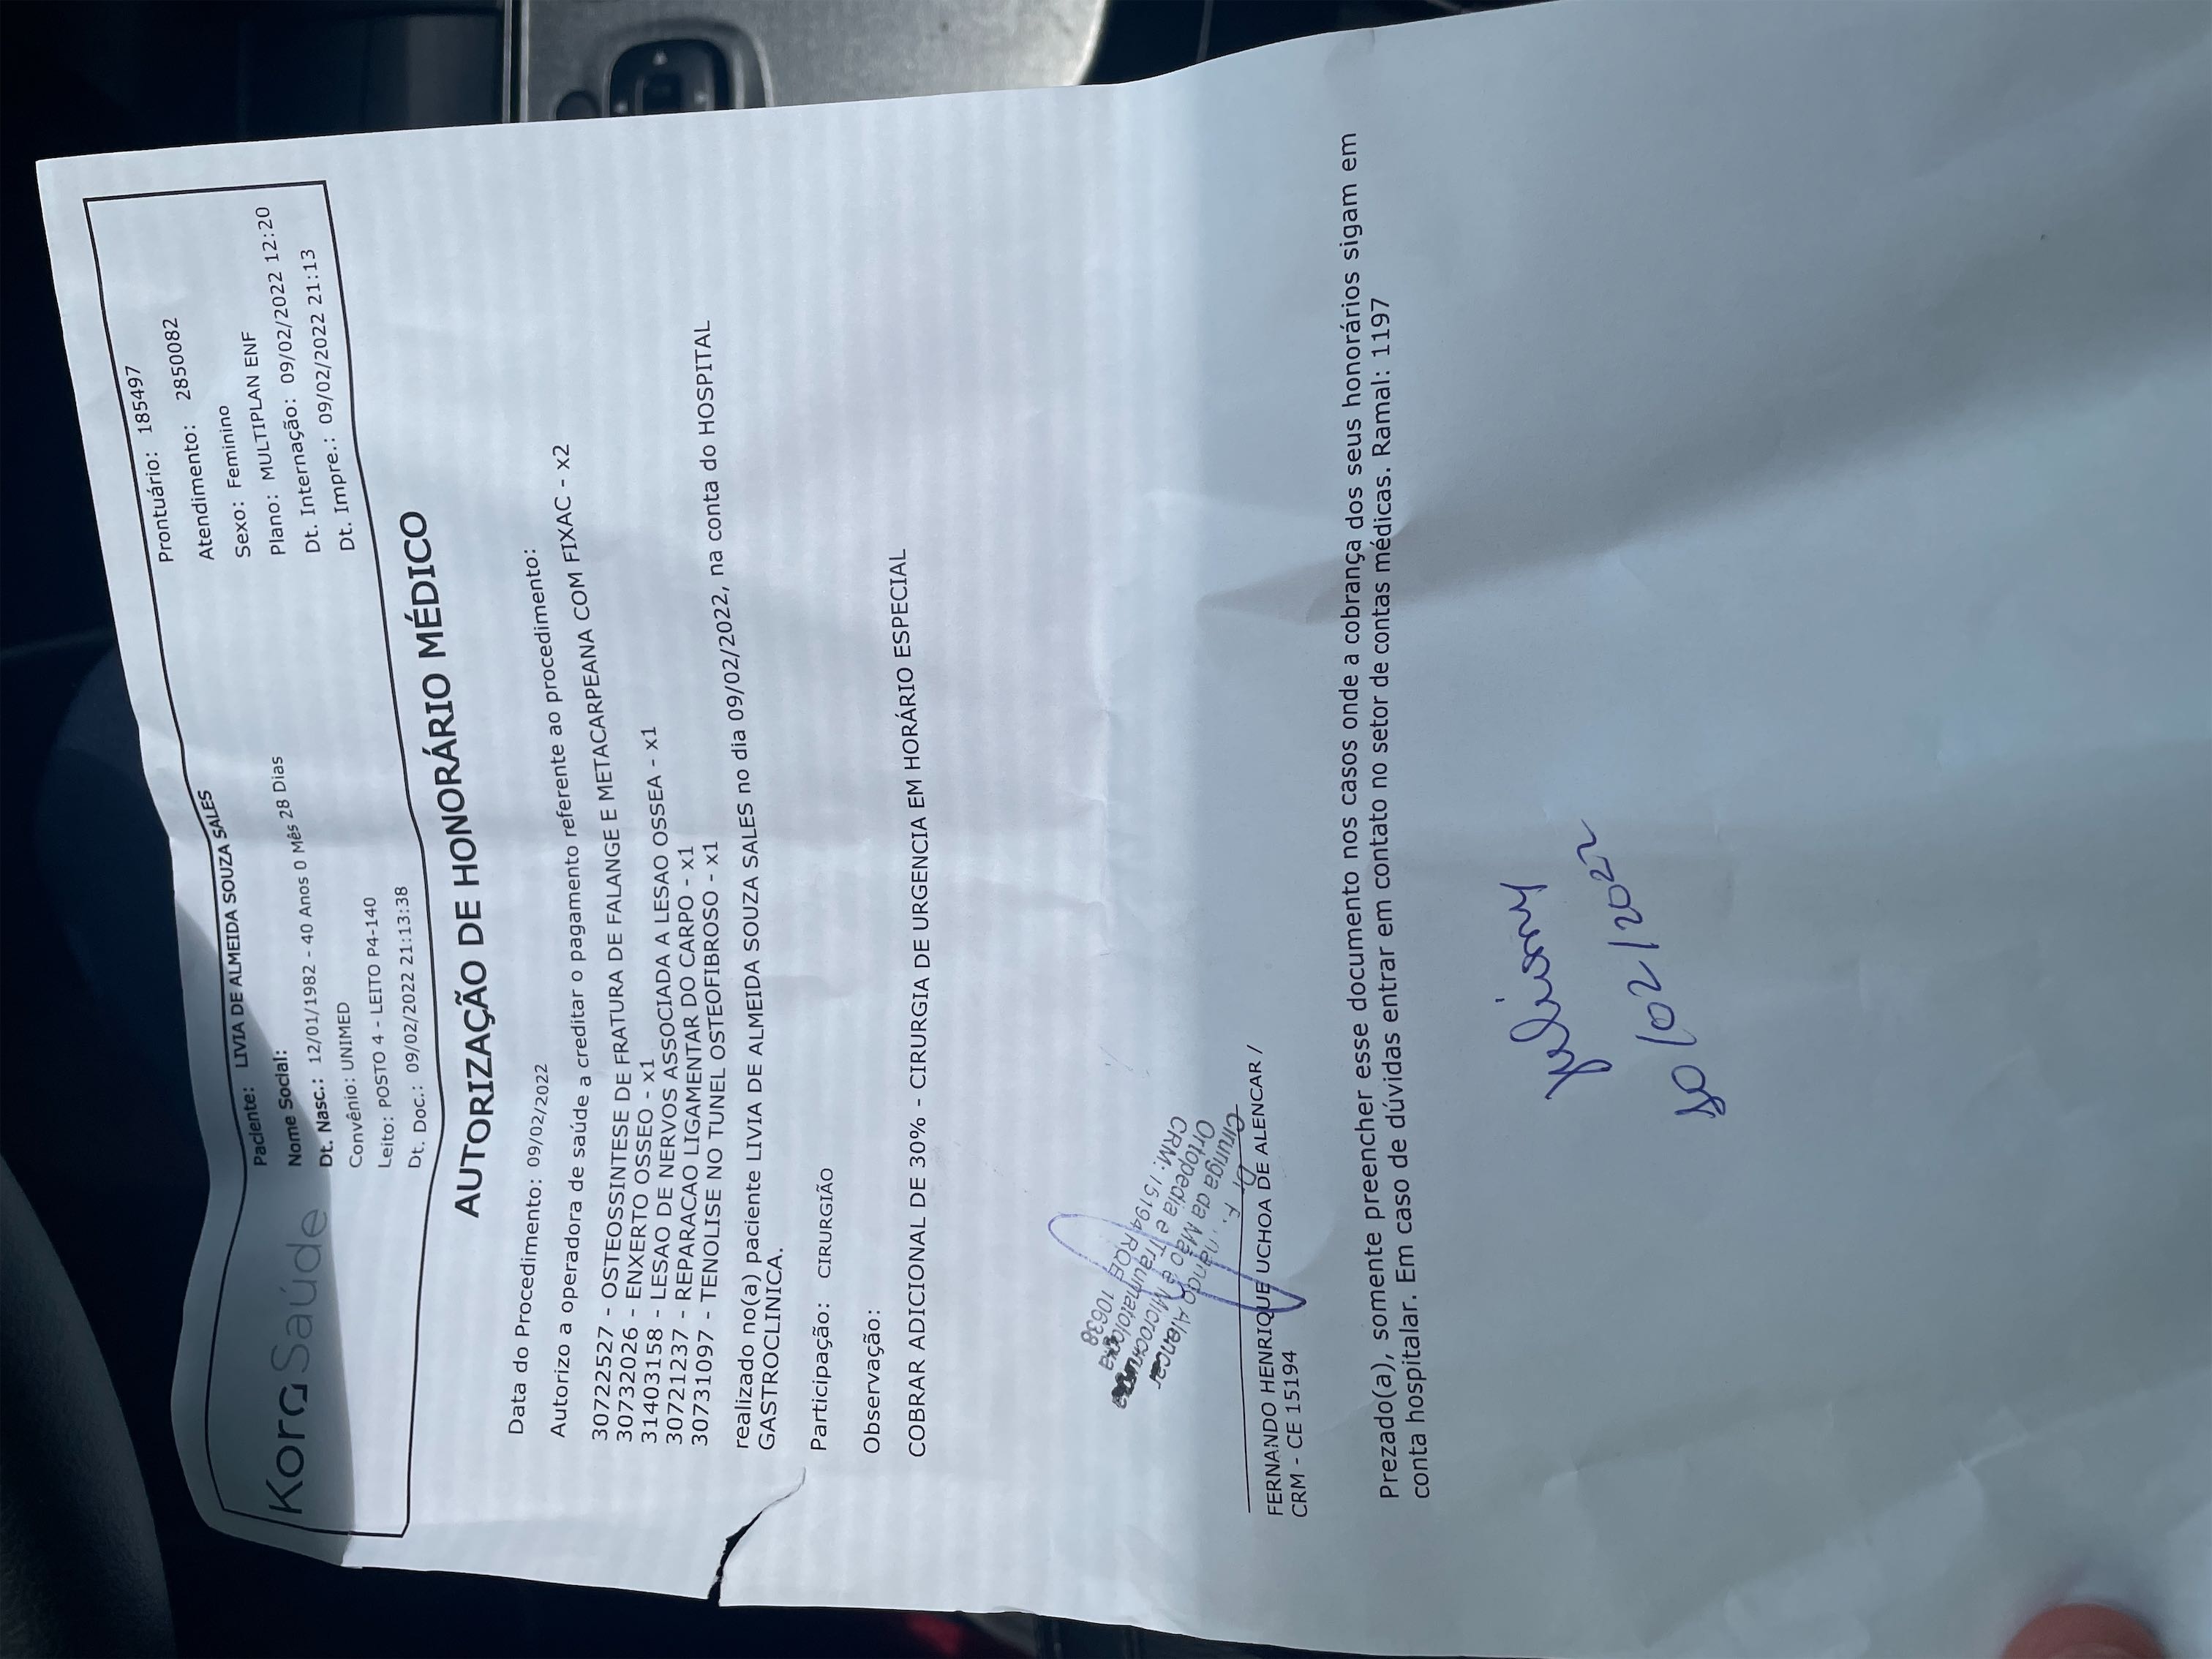 Kora Saúde
Paciente: LIVIA DE ALMEIDA SOUZA SALES
Nome Social:
Dt. Nasc.: 12/01/1982 - 40 Anos 0 Mês 28 Dias
Convênio: UNIMED
Leito: POSTO 4 - LEITO P4-140
Dt. Doc.: 09/02/2022 21:13:38
Prontuário: 185497
Atendimento: 2850082
Sexo: Feminino
Plano: MULTIPLAN ENF
Dt. Internação: 09/02/2022 12:20
Dt. Impre.: 09/02/2022 21:13
AUTORIZAÇÃO DE HONORÁRIO MÉDICO
Data do Procedimento: 09/02/2022
Autorizo a operadora de saúde a creditar o pagamento referente ao procedimento:
30722527 - OSTEOSSINTESE DE FRATURA DE FALANGE E METACARPEANA COM FIXAC - x2
30732026 - ENXERTO OSSEO - x1
31403158 - LESAO DE NERVOS ASSOCIADA A LESAO OSSEA - x1
30721237 - REPARACAO LIGAMENTAR DO CARPO - x1
30731097 - TENOLISE NO TUNEL OSTEOFIBROSO - x1
realizado no(a) paciente LIVIA DE ALMEIDA SOUZA SALES no dia 09/02/2022, na conta do HOSPITAL
GASTROCLINICA.
Participação: CIRURGIÃO
Observação:
COBRAR ADICIONAL DE 30% - CIRURGIA DE URGENCIA EM HORÁRIO ESPECIAL
Dr Alencar
Cirurgia da Mão e Microcirurgia
Ortopedia e Traumatologia
CRM: 15194 RQE 10638
FERNANDO HENRIQUE UCHOA DE ALENCAR /
CRM - CE 15194
Prezado(a), somente preencher esse documento nos casos onde a cobrança dos seus honorários sigam em
conta hospitalar. Em caso de dúvidas entrar em contato no setor de contas médicas. Ramal: 1197
Juliany
10/02/2022